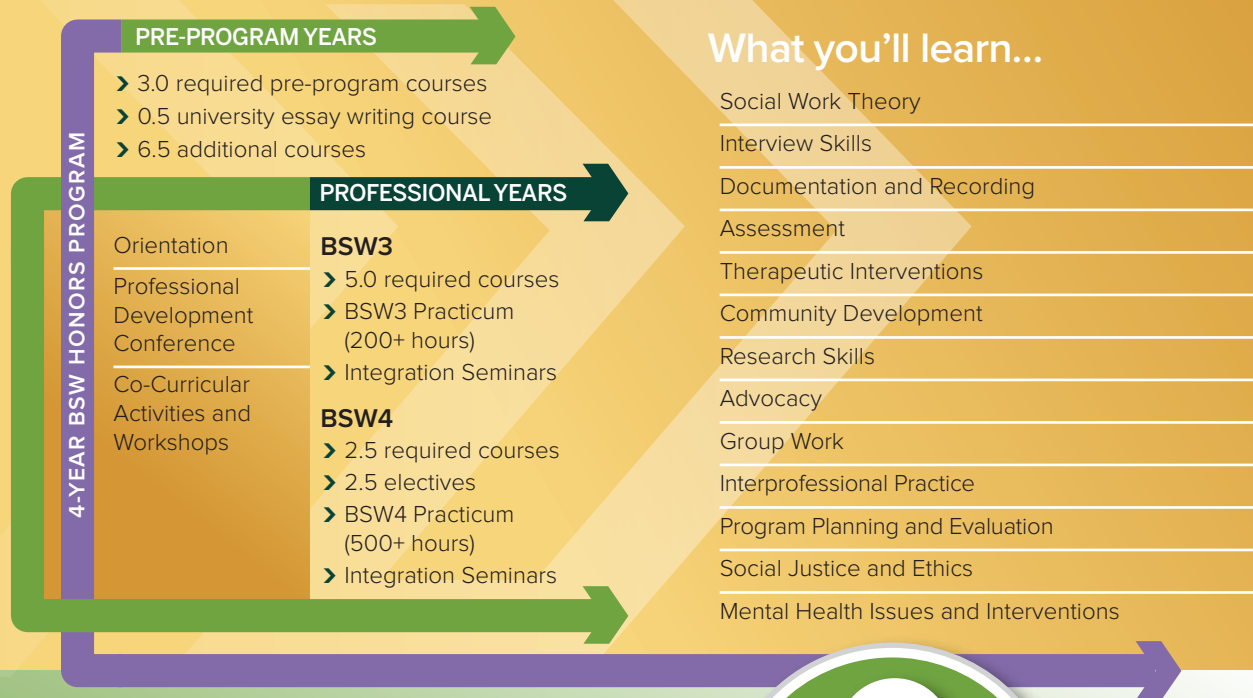 PRE-PROGRAM YEARS
› 3.0 required pre-program courses
› 0.5 university essay writing course
› 6.5 additional courses
4-YEAR BSW HONORS PROGRAM
PROFESSIONAL YEARS
Orientation
Professional
Development
Conference
Co-Curricular
Activities and
Workshops
BSW3
› 5.0 required courses
› BSW3 Practicum
(200+ hours)
› Integration Seminars
BSW4
› 2.5 required courses
› 2.5 electives
› BSW4 Practicum
(500+ hours)
› Integration Seminars
What you’ll learn...
Social Work Theory
Interview Skills
Documentation and Recording
Assessment
Therapeutic Interventions
Community Development
Research Skills
Advocacy
Group Work
Interprofessional Practice
Program Planning and Evaluation
Social Justice and Ethics
Mental Health Issues and Interventions